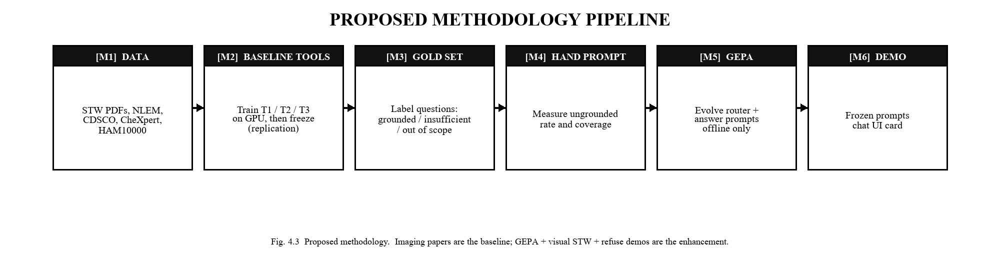 PROPOSED METHODOLOGY PIPELINE
[M1]  DATA
STW PDFs, NLEM,
CDSCO, CheXpert,
HAM10000
[M2]  BASELINE TOOLS
Train T1 / T2 / T3
on GPU, then freeze
(replication)
[M3]  GOLD SET
Label questions:
grounded / insufficient
/ out of scope
[M4]  HAND PROMPT
Measure ungrounded
rate and coverage
[M5]  GEPA
Evolve router +
answer prompts
offline only
[M6]  DEMO
Frozen prompts
chat UI card
Fig. 4.3  Proposed methodology.  Imaging papers are the baseline; GEPA + visual STW + refuse demos are the enhancement.